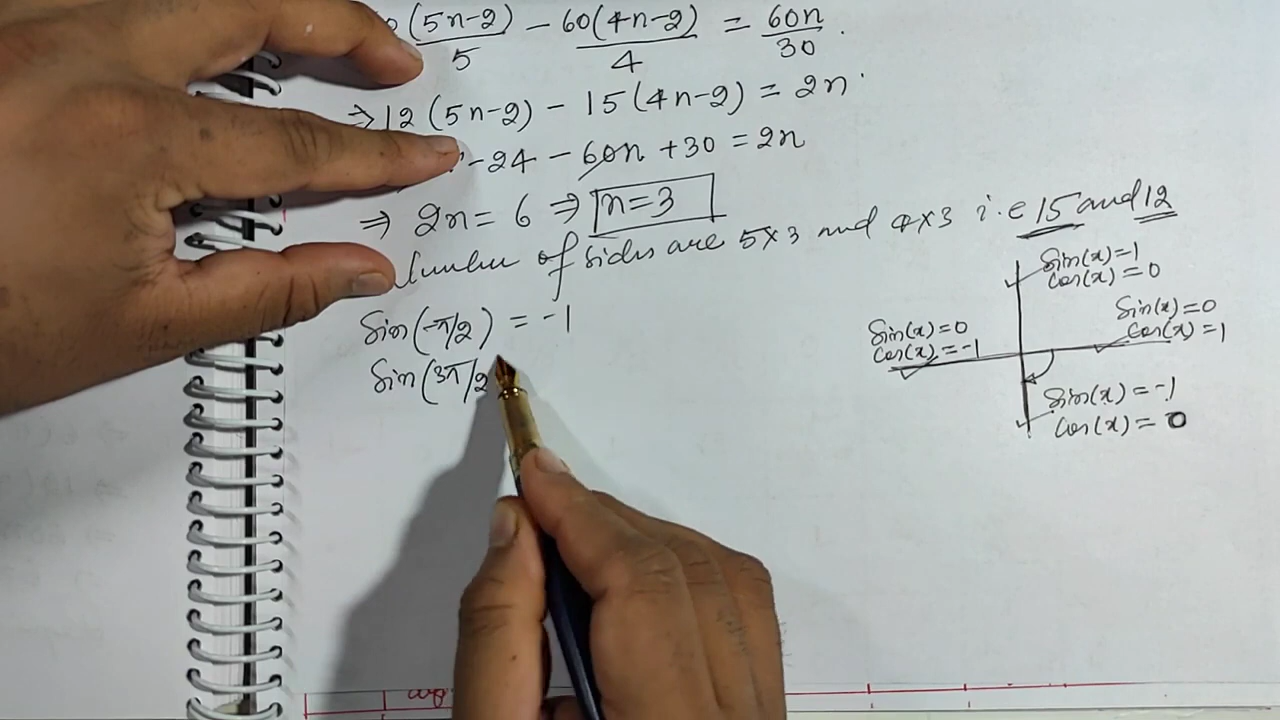 (5n-2)/5 - 60(4n-2)/4 = 60n/30.
⇒ 12(5n-2) - 15(4n-2) = 2n.
-24 - 60n + 30 = 2n
⇒ 2n = 6 ⇒ n=3
of sides are 5×3 and 4×3 i.e 15 and 12
Sin(-π/2) = -1
Sin(3π/2
Sin(x)=1
Cos(x)=0
Sin(x)=0
Cos(x)=1
Sin(x)=0
Cos(x)=-1
Sin(x)=-1
Cos(x)=0